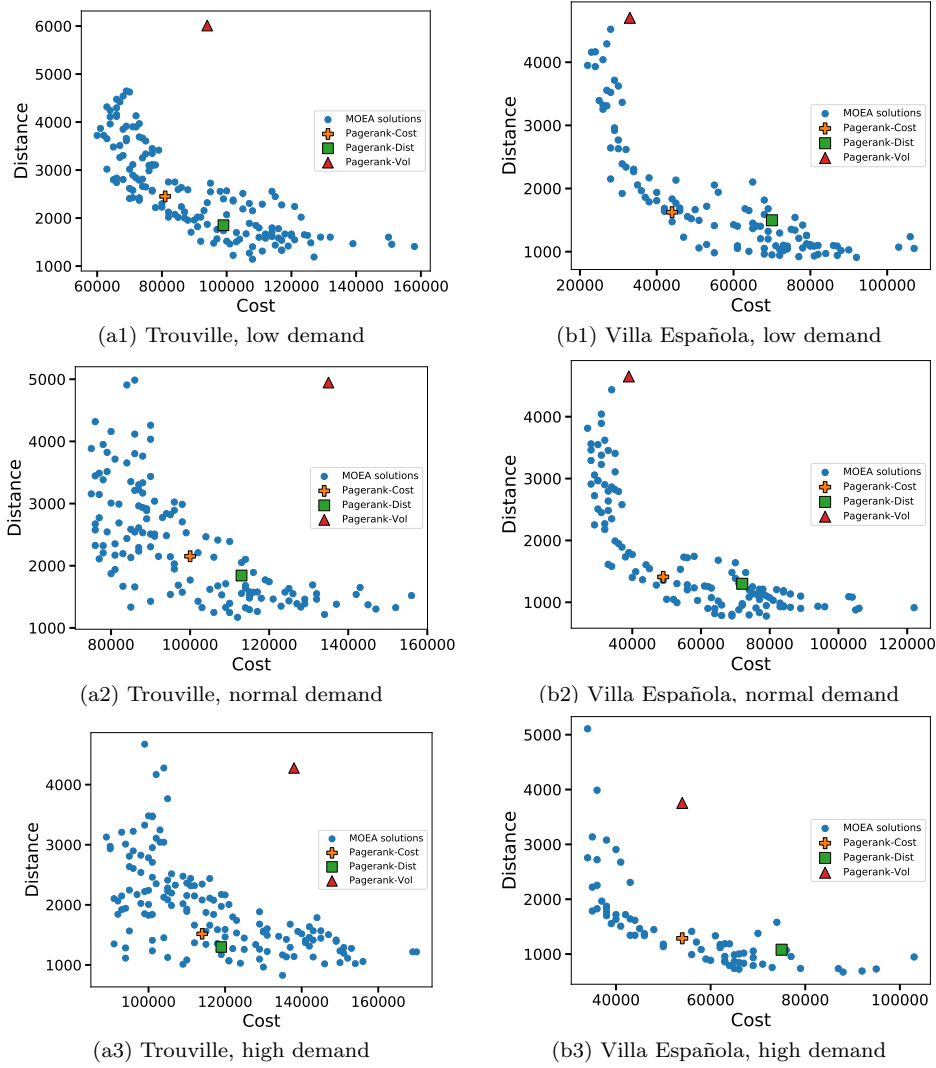 6000
5000
4000
3000
2000
1000
Distance
MOEA solutions
Pagerank-Cost
Pagerank-Dist
Pagerank-Vol
60000 80000 100000 120000 140000 160000
Cost
(a1) Trouville, low demand
4000
3000
2000
1000
Distance
MOEA solutions
Pagerank-Cost
Pagerank-Dist
Pagerank-Vol
20000 40000 60000 80000 100000
Cost
(b1) Villa Española, low demand
5000
4000
3000
2000
1000
Distance
MOEA solutions
Pagerank-Cost
Pagerank-Dist
Pagerank-Vol
80000 100000 120000 140000 160000
Cost
(a2) Trouville, normal demand
4000
3000
2000
1000
Distance
MOEA solutions
Pagerank-Cost
Pagerank-Dist
Pagerank-Vol
40000 60000 80000 100000 120000
Cost
(b2) Villa Española, normal demand
4000
3000
2000
1000
Distance
MOEA solutions
Pagerank-Cost
Pagerank-Dist
Pagerank-Vol
100000 120000 140000 160000
Cost
(a3) Trouville, high demand
5000
4000
3000
2000
1000
Distance
MOEA solutions
Pagerank-Cost
Pagerank-Dist
Pagerank-Vol
40000 60000 80000 100000
Cost
(b3) Villa Española, high demand